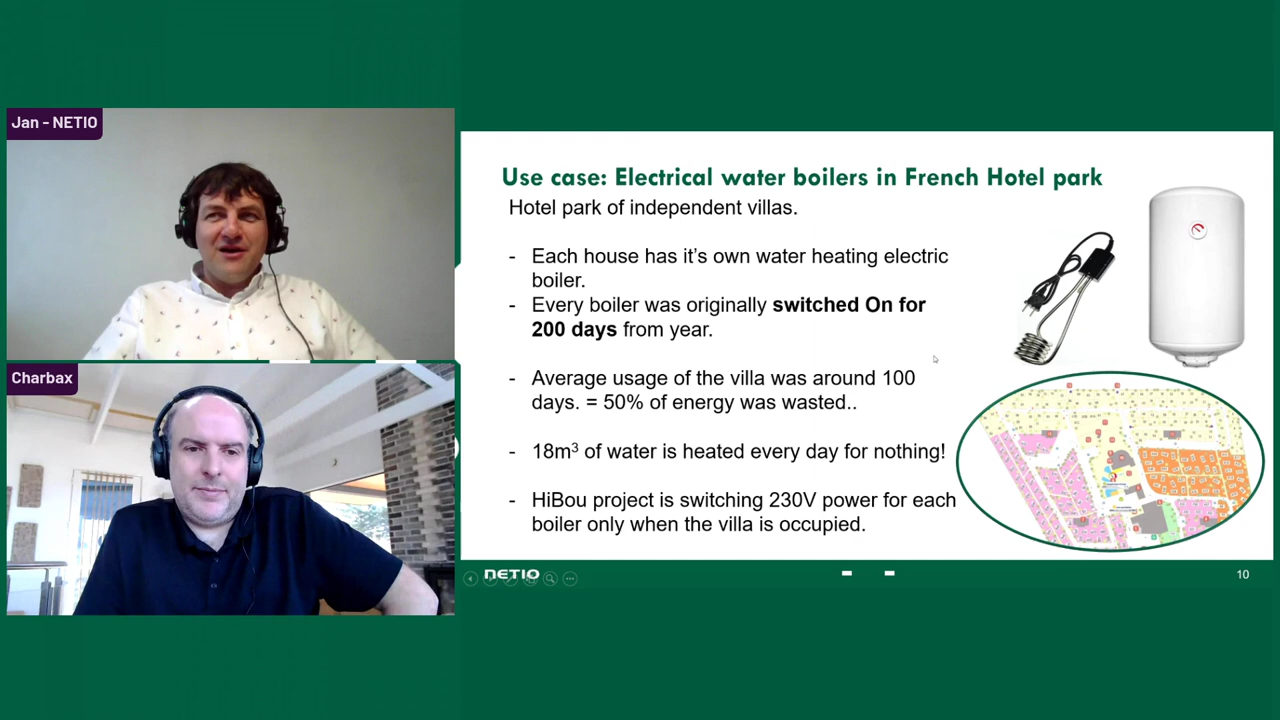 Jan - NETIO
Charbax
Use case: Electrical water boilers in French Hotel park
Hotel park of independent villas.
- Each house has it's own water heating electric
boiler.
- Every boiler was originally switched On for
200 days from year.
- Average usage of the villa was around 100
days. = 50% of energy was wasted..
- 18m³ of water is heated every day for nothing!
- HiBou project is switching 230V power for each
boiler only when the villa is occupied.
NETIO
10